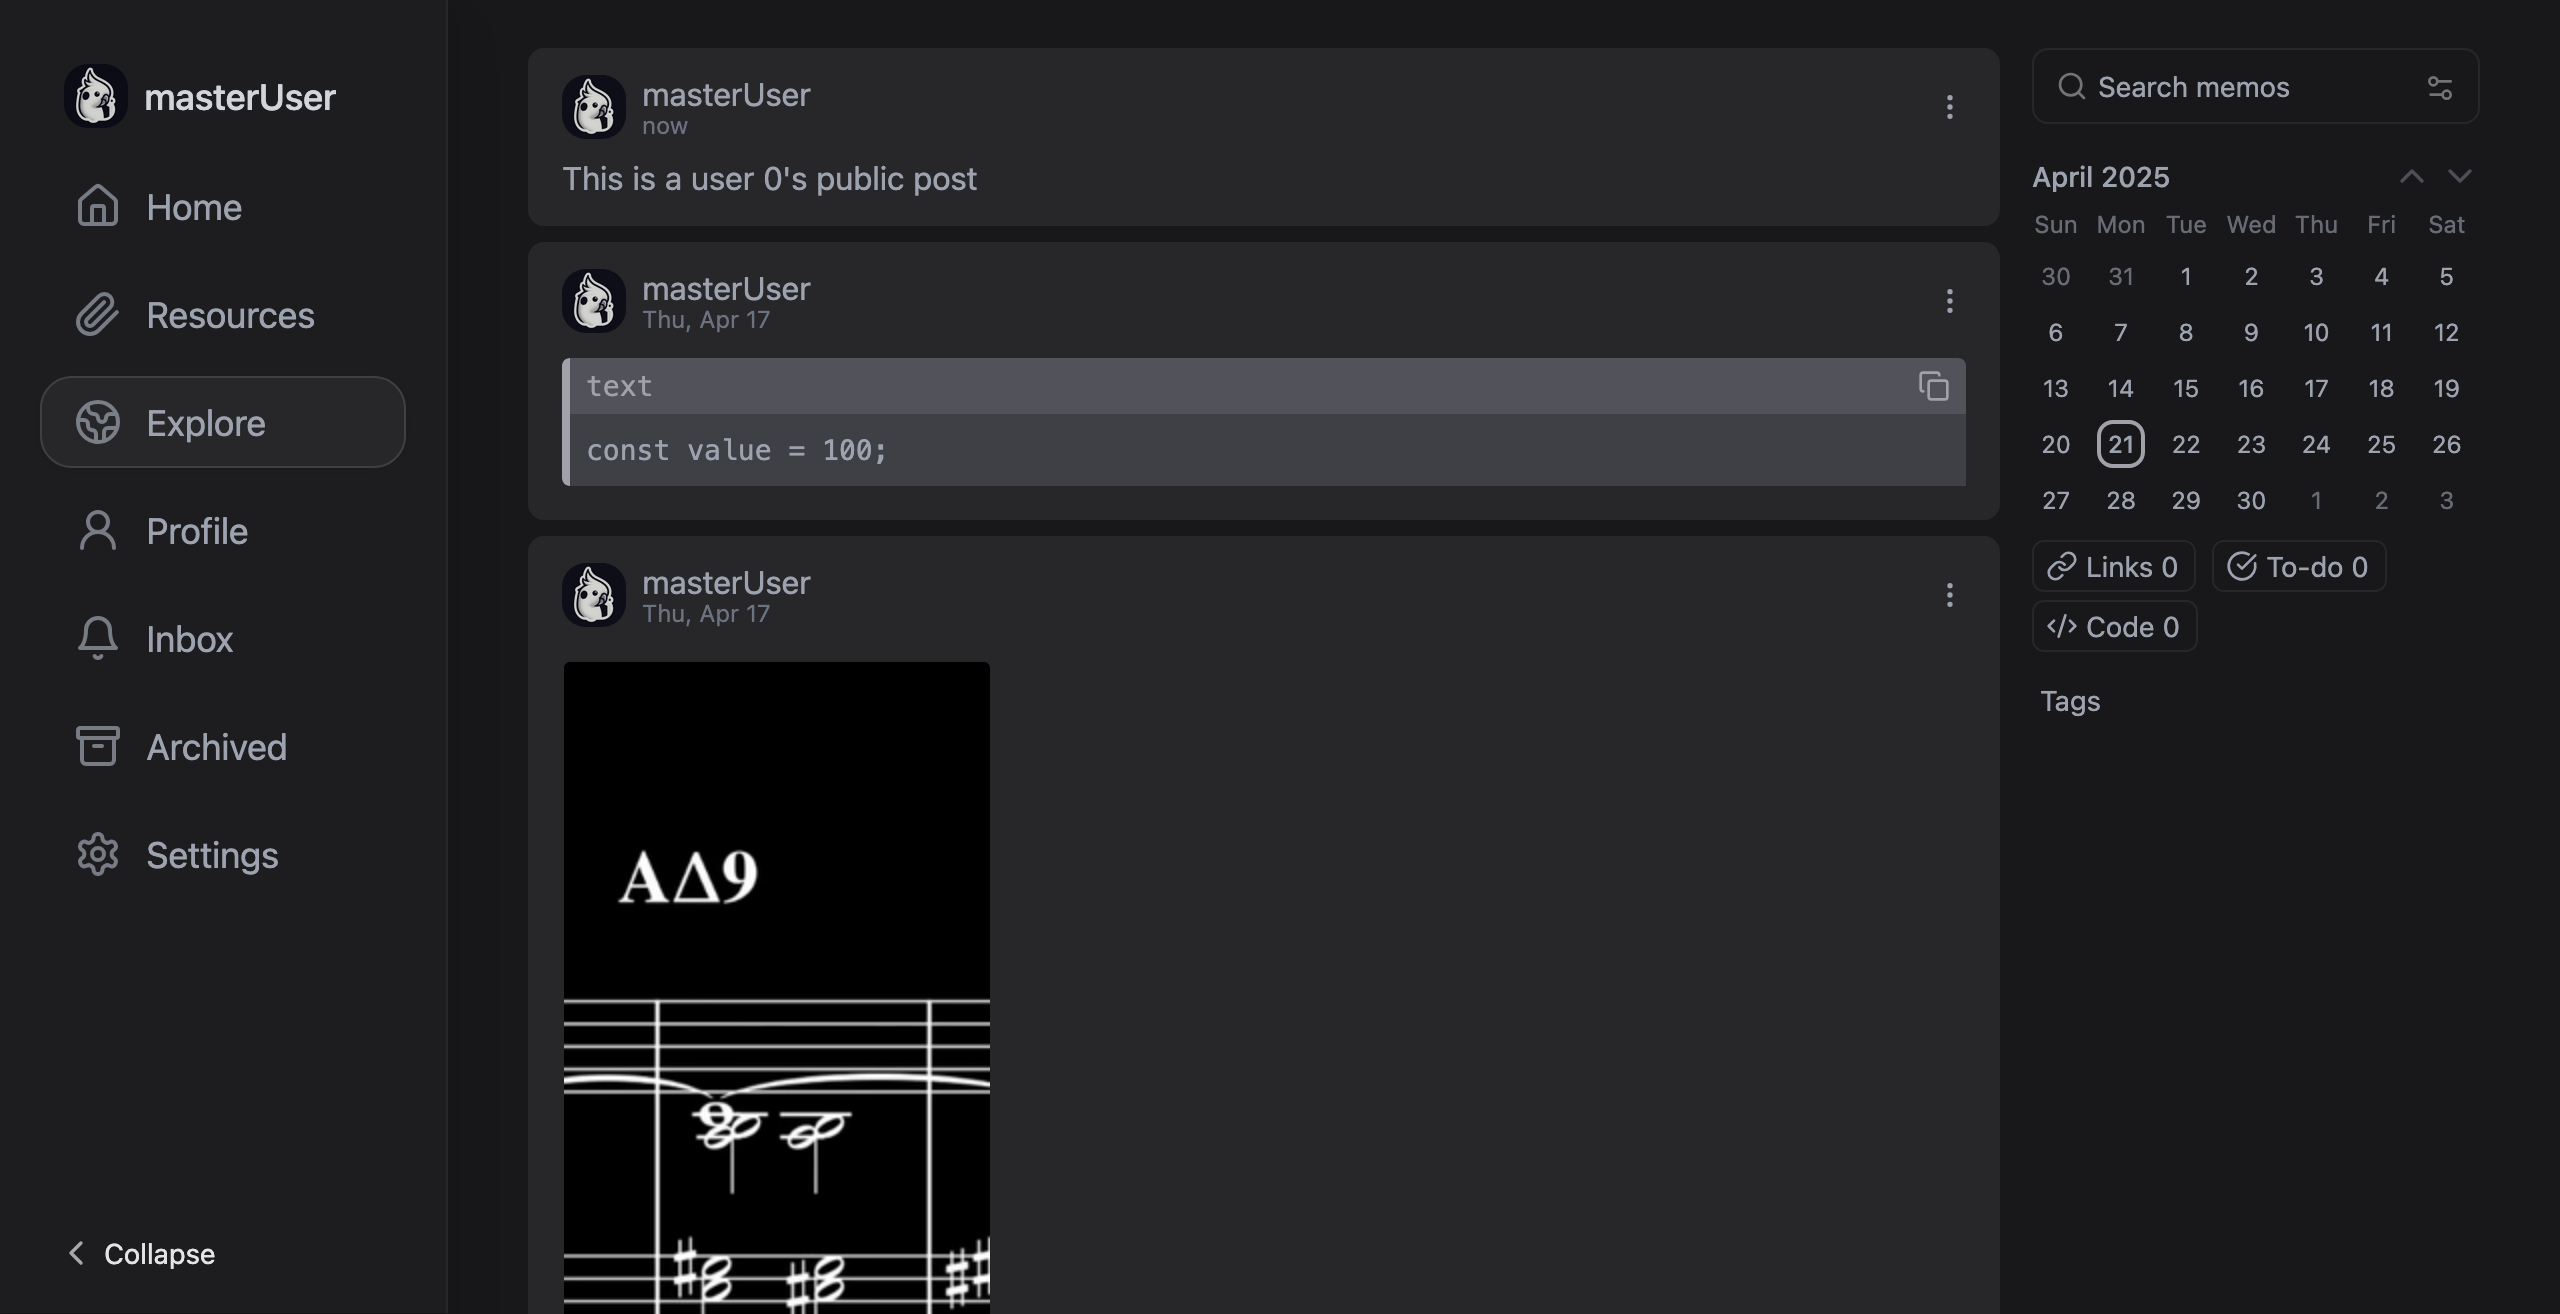 masterUser
Home
Resources
Explore
Profile
Inbox
Archived
Settings
Collapse
masterUser
now
This is a user 0's public post
masterUser
Thu, Apr 17
text
const value = 100;
masterUser
Thu, Apr 17
AΔ9
Search memos
April 2025
Sun Mon Tue Wed Thu Fri Sat
30 31 1 2 3 4 5
6 7 8 9 10 11 12
13 14 15 16 17 18 19
20 21 22 23 24 25 26
27 28 29 30 1 2 3
Links 0 To-do 0
Code 0
Tags